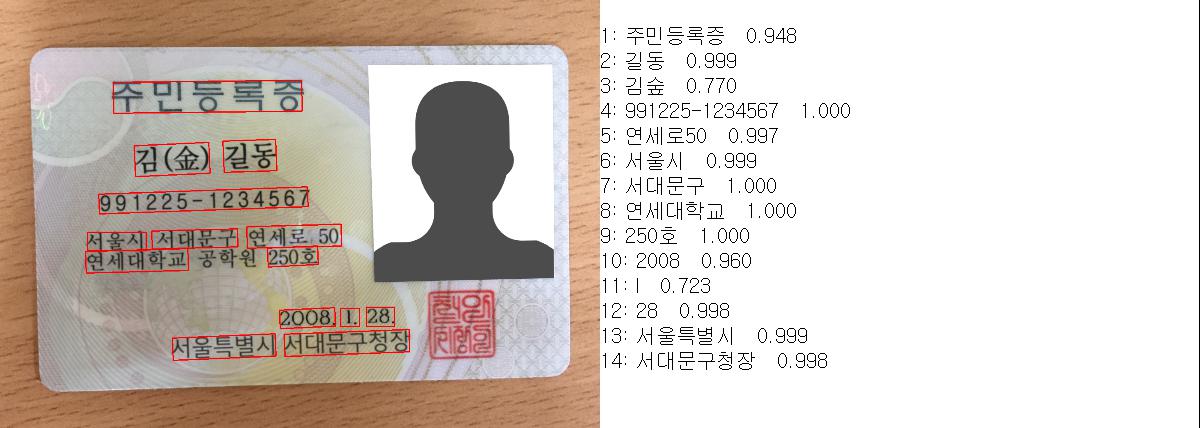 주민등록증
김(金) 길동
991225-1234567
서울시 서대문구 연세로 50
연세대학교 공학원 250호
2008. 1. 28.
서울특별시 서대문구청장
1: 주민등록증 0.948
2: 길동 0.999
3: 김숲 0.770
4: 991225-1234567 1.000
5: 연세로50 0.997
6: 서울시 0.999
7: 서대문구 1.000
8: 연세대학교 1.000
9: 250호 1.000
10: 2008 0.960
11: l 0.723
12: 28 0.998
13: 서울특별시 0.999
14: 서대문구청장 0.998